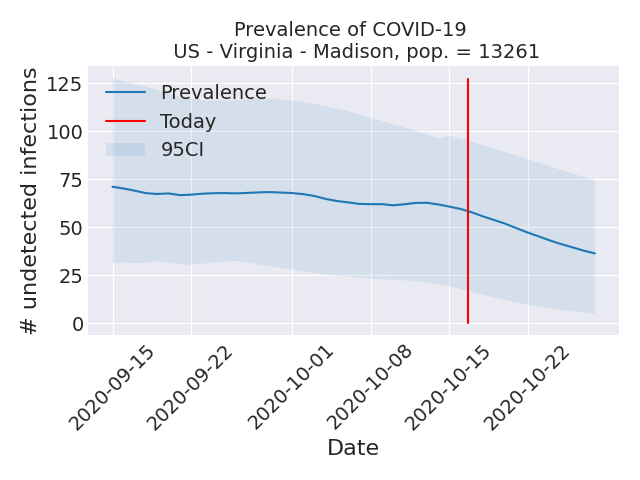 Prevalence of COVID-19
US - Virginia - Madison, pop. = 13261
# undetected infections
125
100
75
50
25
0
Prevalence
Today
95CI
2020-09-15
2020-09-22
2020-10-01
2020-10-08
2020-10-15
2020-10-22
Date